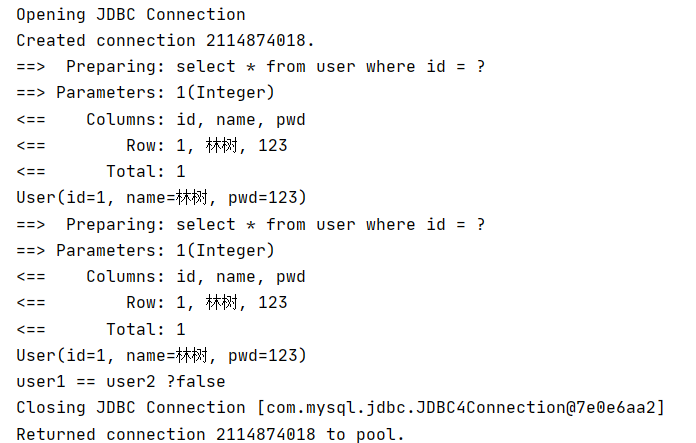 Opening JDBC Connection
Created connection 2114874018.
==>  Preparing: select * from user where id = ?
==> Parameters: 1(Integer)
<==    Columns: id, name, pwd
<==        Row: 1, 林树, 123
<==      Total: 1
User(id=1, name=林树, pwd=123)
==>  Preparing: select * from user where id = ?
==> Parameters: 1(Integer)
<==    Columns: id, name, pwd
<==        Row: 1, 林树, 123
<==      Total: 1
User(id=1, name=林树, pwd=123)
user1 == user2 ?false
Closing JDBC Connection [com.mysql.jdbc.JDBC4Connection@7e0e6aa2]
Returned connection 2114874018 to pool.